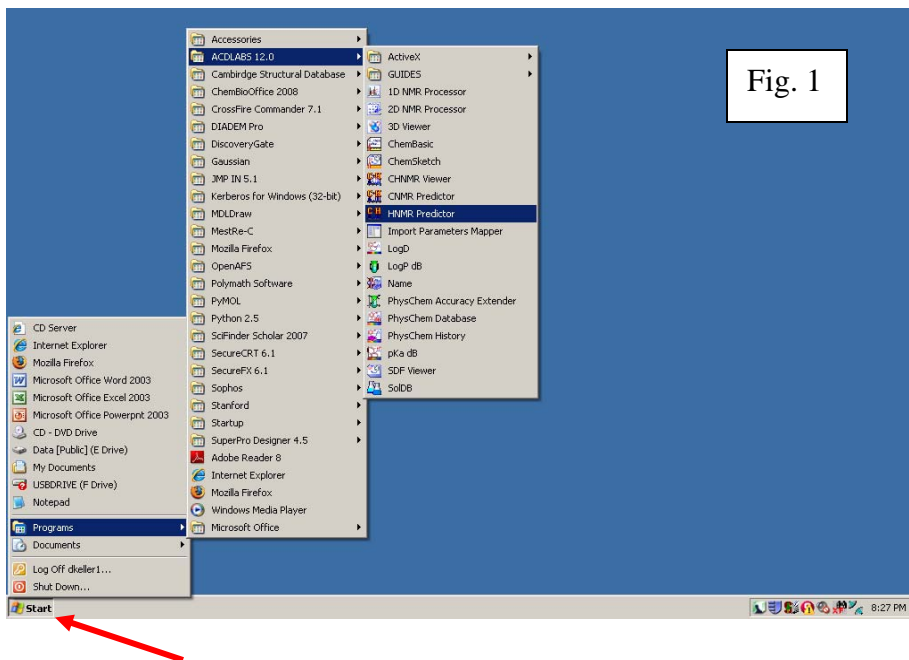 Fig. 1
Accessories
ACDLABS 12.0
Cambirdge Structural Database
ChemBioOffice 2008
CrossFire Commander 7.1
DIADEM Pro
DiscoveryGate
Gaussian
JMP IN 5.1
Kerberos for Windows (32-bit)
MDLDraw
MestRe-C
Mozilla Firefox
OpenAFS
Polymath Software
PyMOL
Python 2.5
SciFinder Scholar 2007
SecureCRT 6.1
SecureFX 6.1
Sophos
Stanford
Startup
SuperPro Designer 4.5
Adobe Reader 8
Internet Explorer
Mozilla Firefox
Windows Media Player
Microsoft Office
ActiveX
GUIDES
1D NMR Processor
2D NMR Processor
3D Viewer
ChemBasic
ChemSketch
CHNMR Viewer
CNMR Predictor
HNMR Predictor
Import Parameters Mapper
LogD
LogP dB
Name
PhysChem Accuracy Extender
PhysChem Database
PhysChem History
pKa dB
SDF Viewer
SolDB
CD Server
Internet Explorer
Mozilla Firefox
Microsoft Office Word 2003
Microsoft Office Excel 2003
Microsoft Office Powerpnt 2003
CD - DVD Drive
Data [Public] (E Drive)
My Documents
USBDRIVE (F Drive)
Notepad
Programs
Documents
Log Off dkeller1...
Shut Down...
Start
8:27 PM